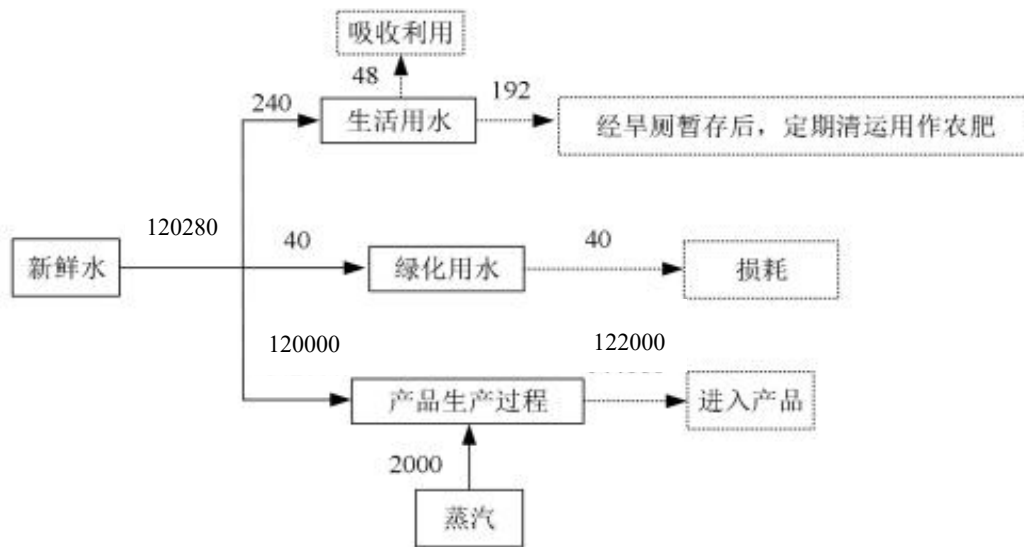 吸收利用
48
192
240
生活用水
经旱厕暂存后，定期清运用作农肥
120280
40
40
新鲜水
绿化用水
损耗
120000
122000
产品生产过程
进入产品
2000
蒸汽